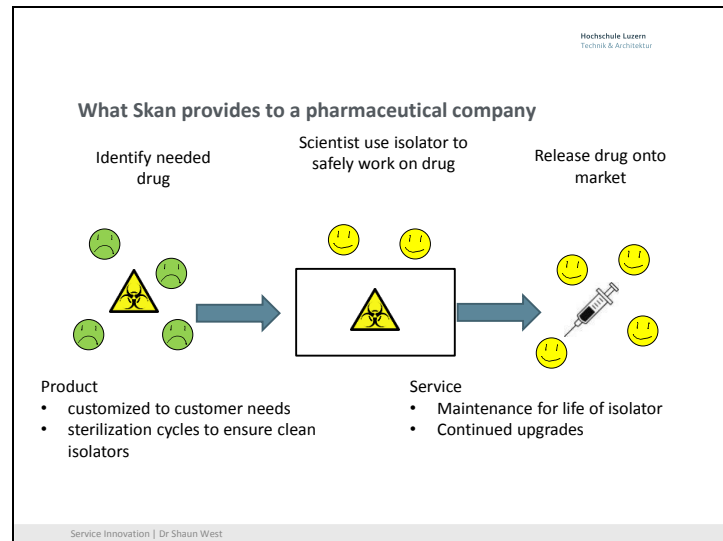 Hochschule Luzern
Technik & Architektur
What Skan provides to a pharmaceutical company
Identify needed
drug
Scientist use isolator to
safely work on drug
Release drug onto
market
Product
• customized to customer needs
• sterilization cycles to ensure clean
isolators
Service
• Maintenance for life of isolator
• Continued upgrades
Service Innovation | Dr Shaun West